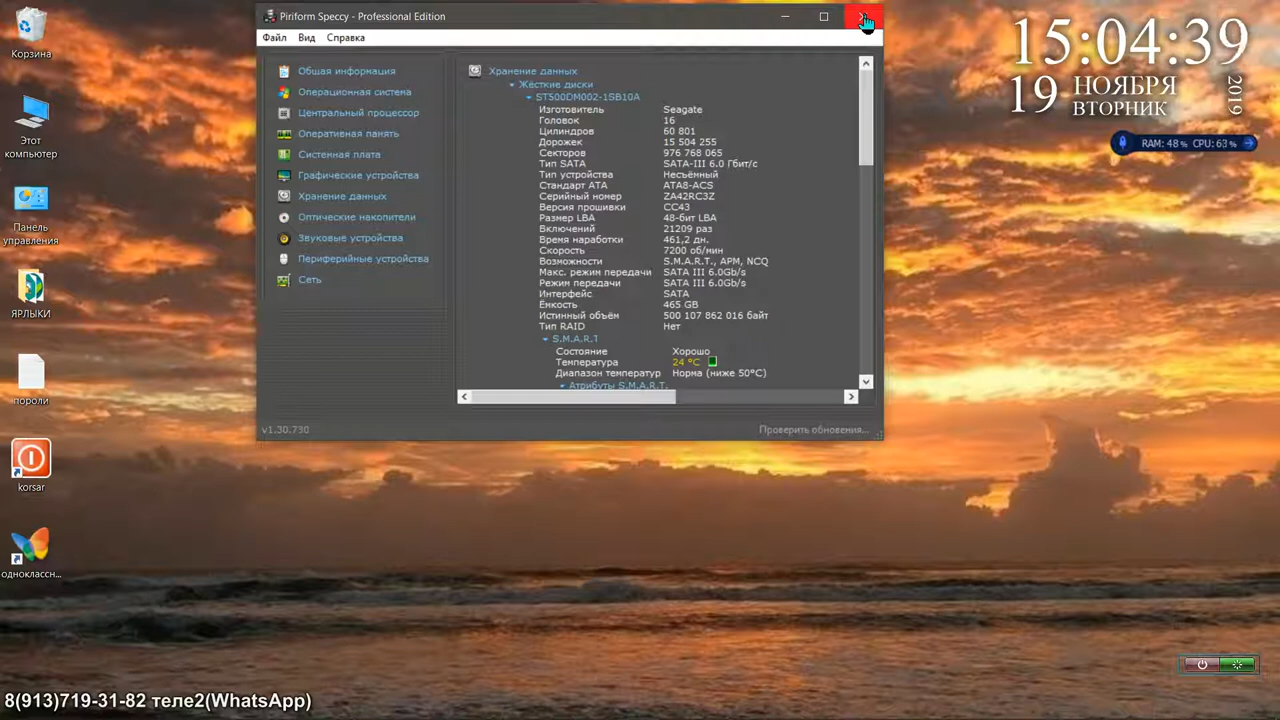 Корзина
Этот
компьютер
Панель
управления
ЯРЛЫКИ
пороли
korsar
одноклассн...
Piriform Speccy - Professional Edition
Файл Вид Справка
Общая информация
Операционная система
Центральный процессор
Оперативная память
Системная плата
Графические устройства
Хранение данных
Оптические накопители
Звуковые устройства
Периферийные устройства
Сеть
Хранение данных
Жёсткие диски
ST500DM002-1SB10A
Изготовитель Seagate
Головок 16
Цилиндров 60 801
Дорожек 15 504 255
Секторов 976 768 065
Тип SATA SATA-III 6.0 Гбит/с
Тип устройства Несъёмный
Стандарт ATA ATA8-ACS
Серийный номер ZA42RC3Z
Версия прошивки CC43
Размер LBA 48-бит LBA
Включений 21209 раз
Время наработки 461,2 дн.
Скорость 7200 об/мин
Возможности S.M.A.R.T., APM, NCQ
Макс. режим передачи SATA III 6.0Gb/s
Режим передачи SATA III 6.0Gb/s
Интерфейс SATA
Ёмкость 465 GB
Истинный объём 500 107 862 016 байт
Тип RAID Нет
S.M.A.R.T
Состояние Хорошо
Температура 24 °C
Диапазон температур Норма (ниже 50°C)
Атрибуты S.M.A.R.T.
v1.30.730
Проверить обновения...
15:04:39
19 НОЯБРЯ
ВТОРНИК
2019
RAM: 48 % CPU: 63 %
8(913)719-31-82 теле2(WhatsApp)